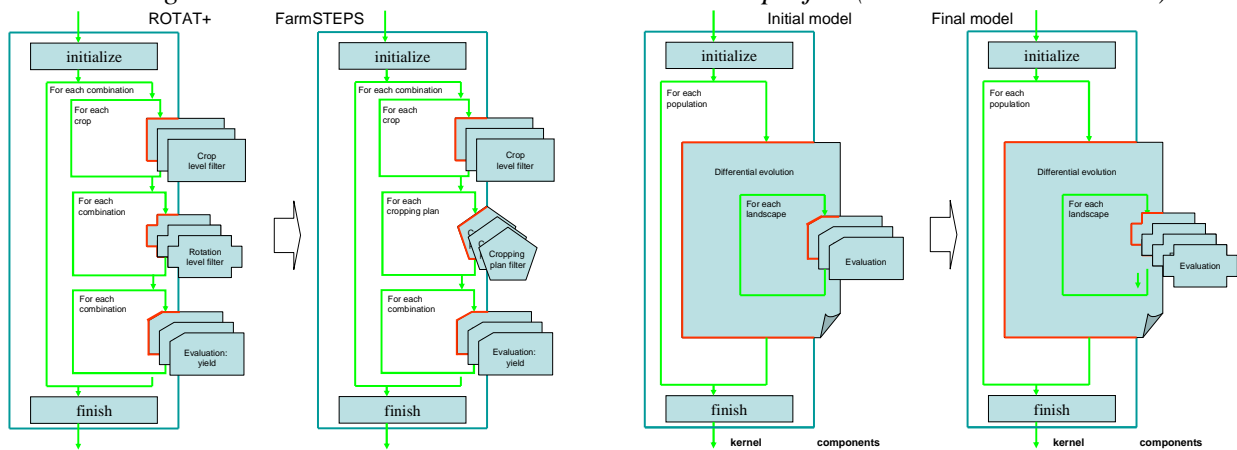 ROTAT+
FarmSTEPS
Initial model
Final model
initialize
For each combination
For each
crop
Crop
level filter
For each
combination
Rotation
level filter
For each
combination
Evaluation:
yield
finish
initialize
For each combination
For each
crop
Crop
level filter
For each
cropping plan
Cropping
plan filter
For each
combination
Evaluation:
yield
finish
initialize
For each
population
Differential evolution
For each
landscape
Evaluation
finish
kernel
components
initialize
For each
population
Differential evolution
For each
landscape
Evaluation
finish
kernel
components